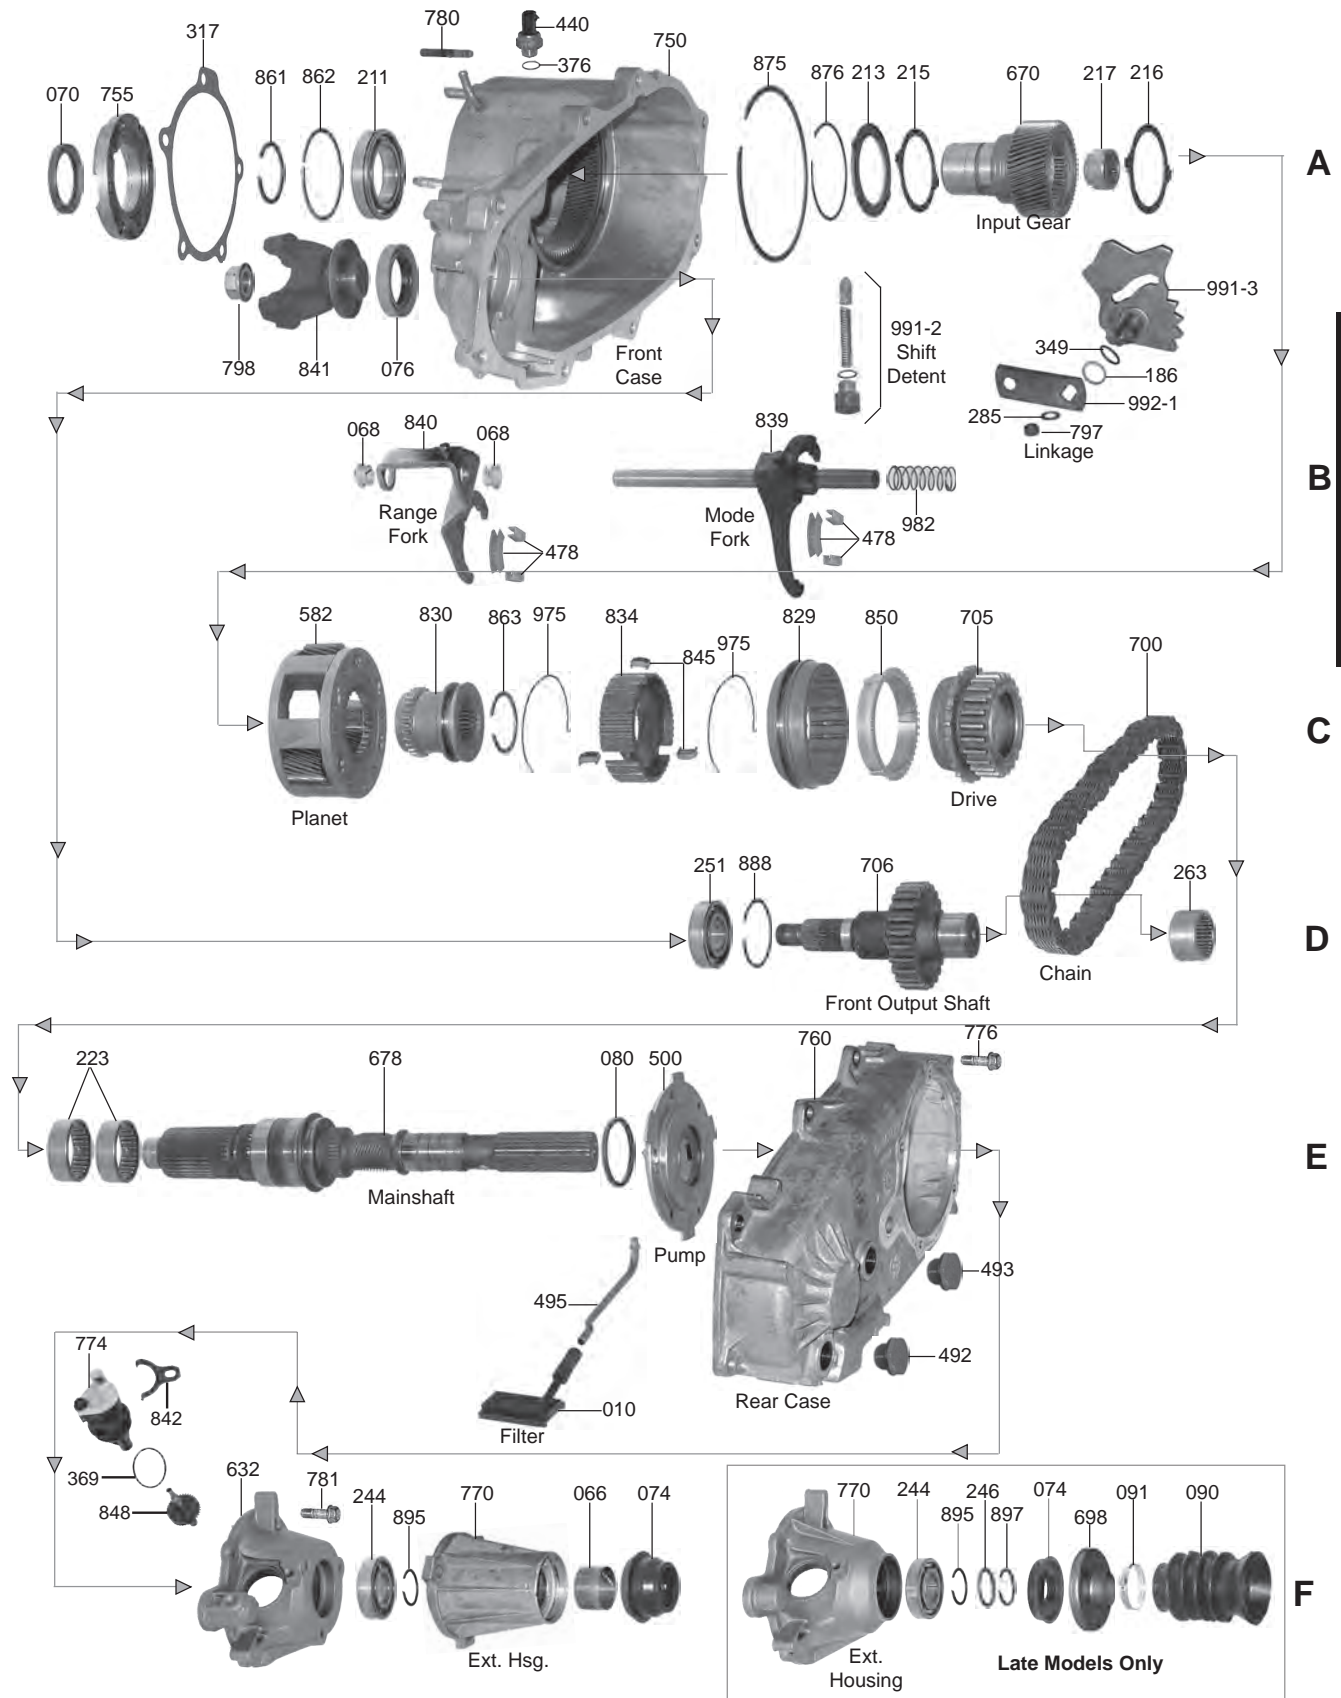 780
440
317
750
376
875
876
213
215
670
217
216
861
862
211
070
755
A
Input Gear
991-3
991-2
Shift
Detent
349
186
992-1
285
797
Linkage
798
841
076
Front
Case
068
840
068
839
B
Range
Fork
Mode
Fork
982
478
478
582
830
863
975
834
845
975
829
850
705
700
C
Planet
Drive
251
888
706
263
D
Chain
Front Output Shaft
223
678
080
500
760
776
E
Mainshaft
Pump
493
495
492
774
842
010
Rear Case
Filter
369
632
781
848
244
895
770
066
074
770
244
246
895
897
074
698
091
090
F
Ext. Hsg.
Ext.
Housing
Late Models Only